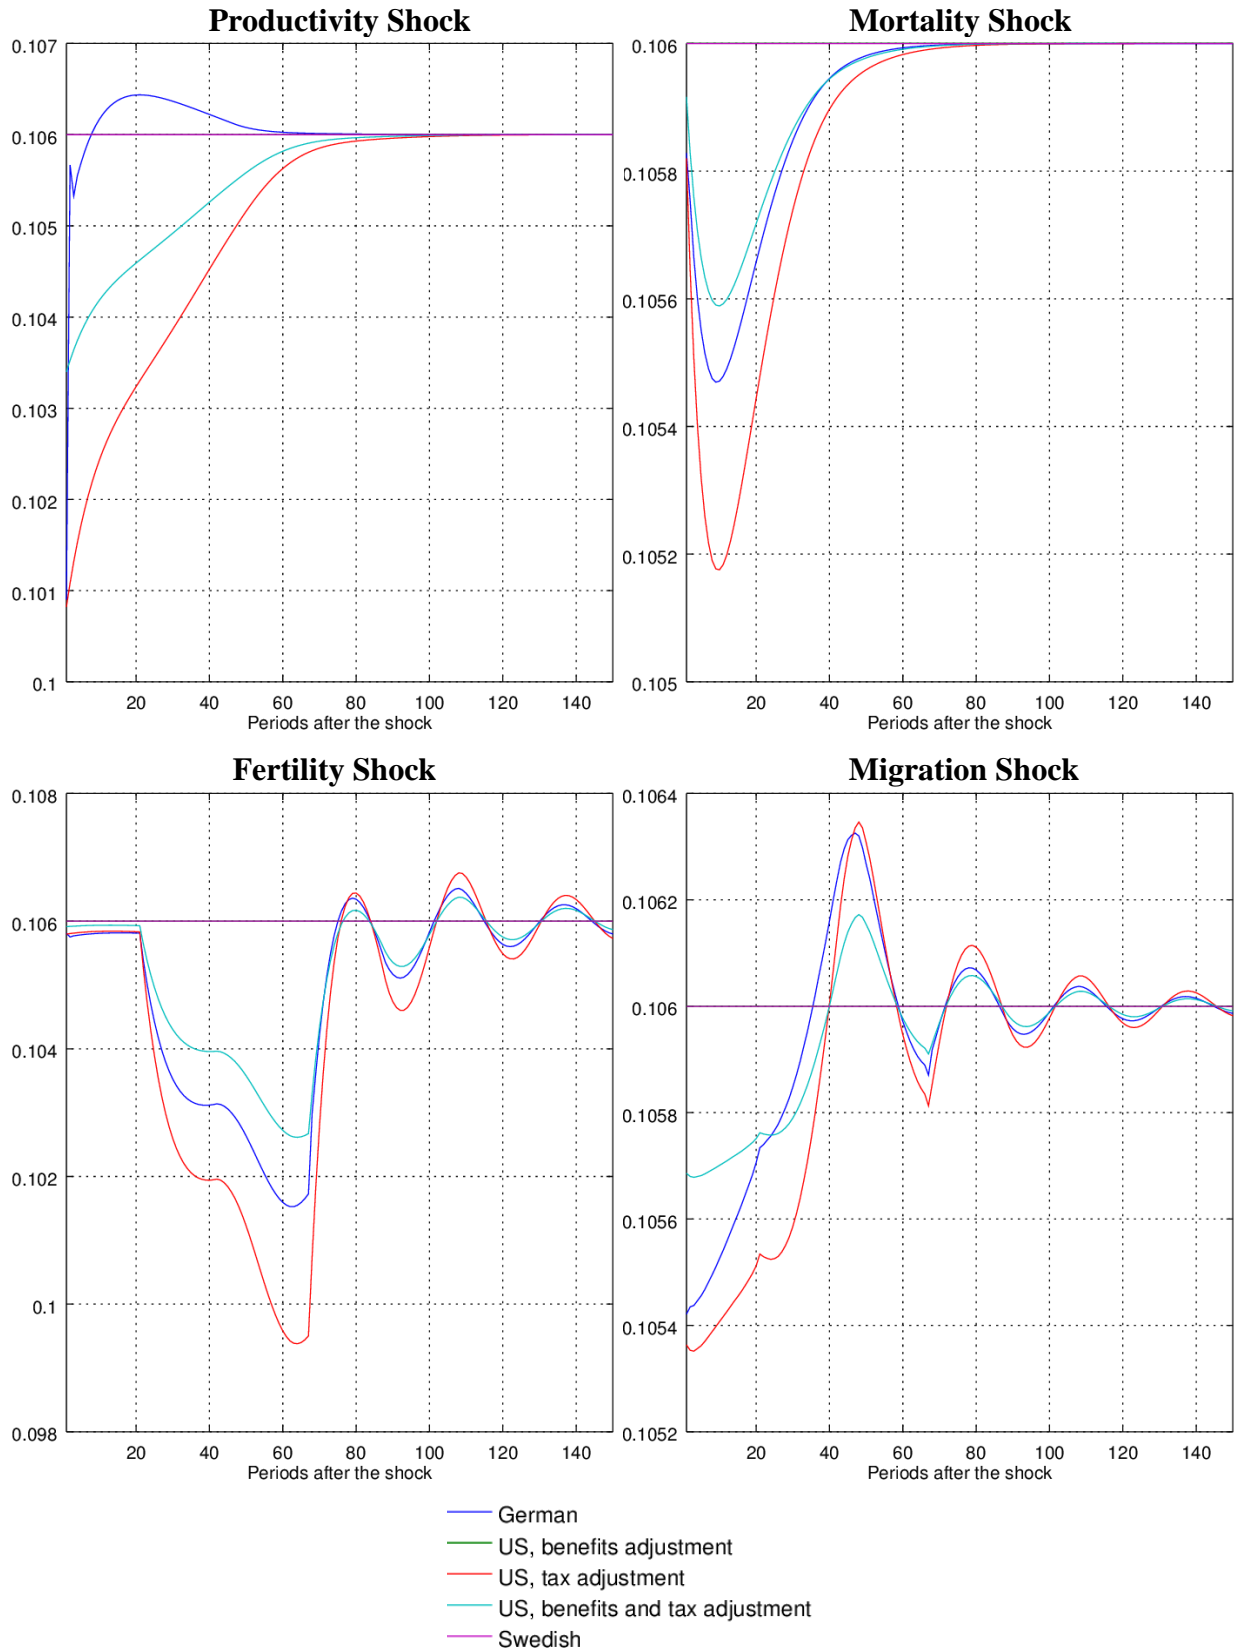 Productivity Shock
0.107
0.106
0.105
0.104
0.103
0.102
0.101
0.1
20 40 60 80 100 120 140
Periods after the shock
Mortality Shock
0.106
0.1058
0.1056
0.1054
0.1052
0.105
20 40 60 80 100 120 140
Periods after the shock
Fertility Shock
0.108
0.106
0.104
0.102
0.1
0.098
20 40 60 80 100 120 140
Periods after the shock
Migration Shock
0.1064
0.1062
0.106
0.1058
0.1056
0.1054
0.1052
20 40 60 80 100 120 140
Periods after the shock
German
US, benefits adjustment
US, tax adjustment
US, benefits and tax adjustment
Swedish